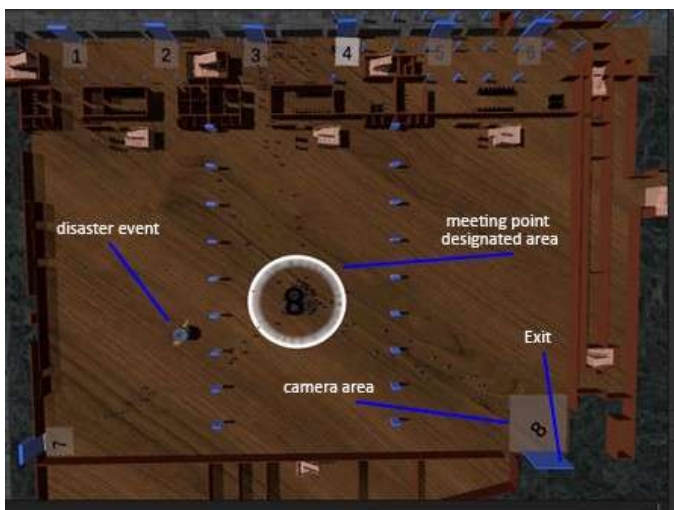 1
2
3
4
5
6
disaster event
meeting point
designated area
8
Exit
camera area
8
7